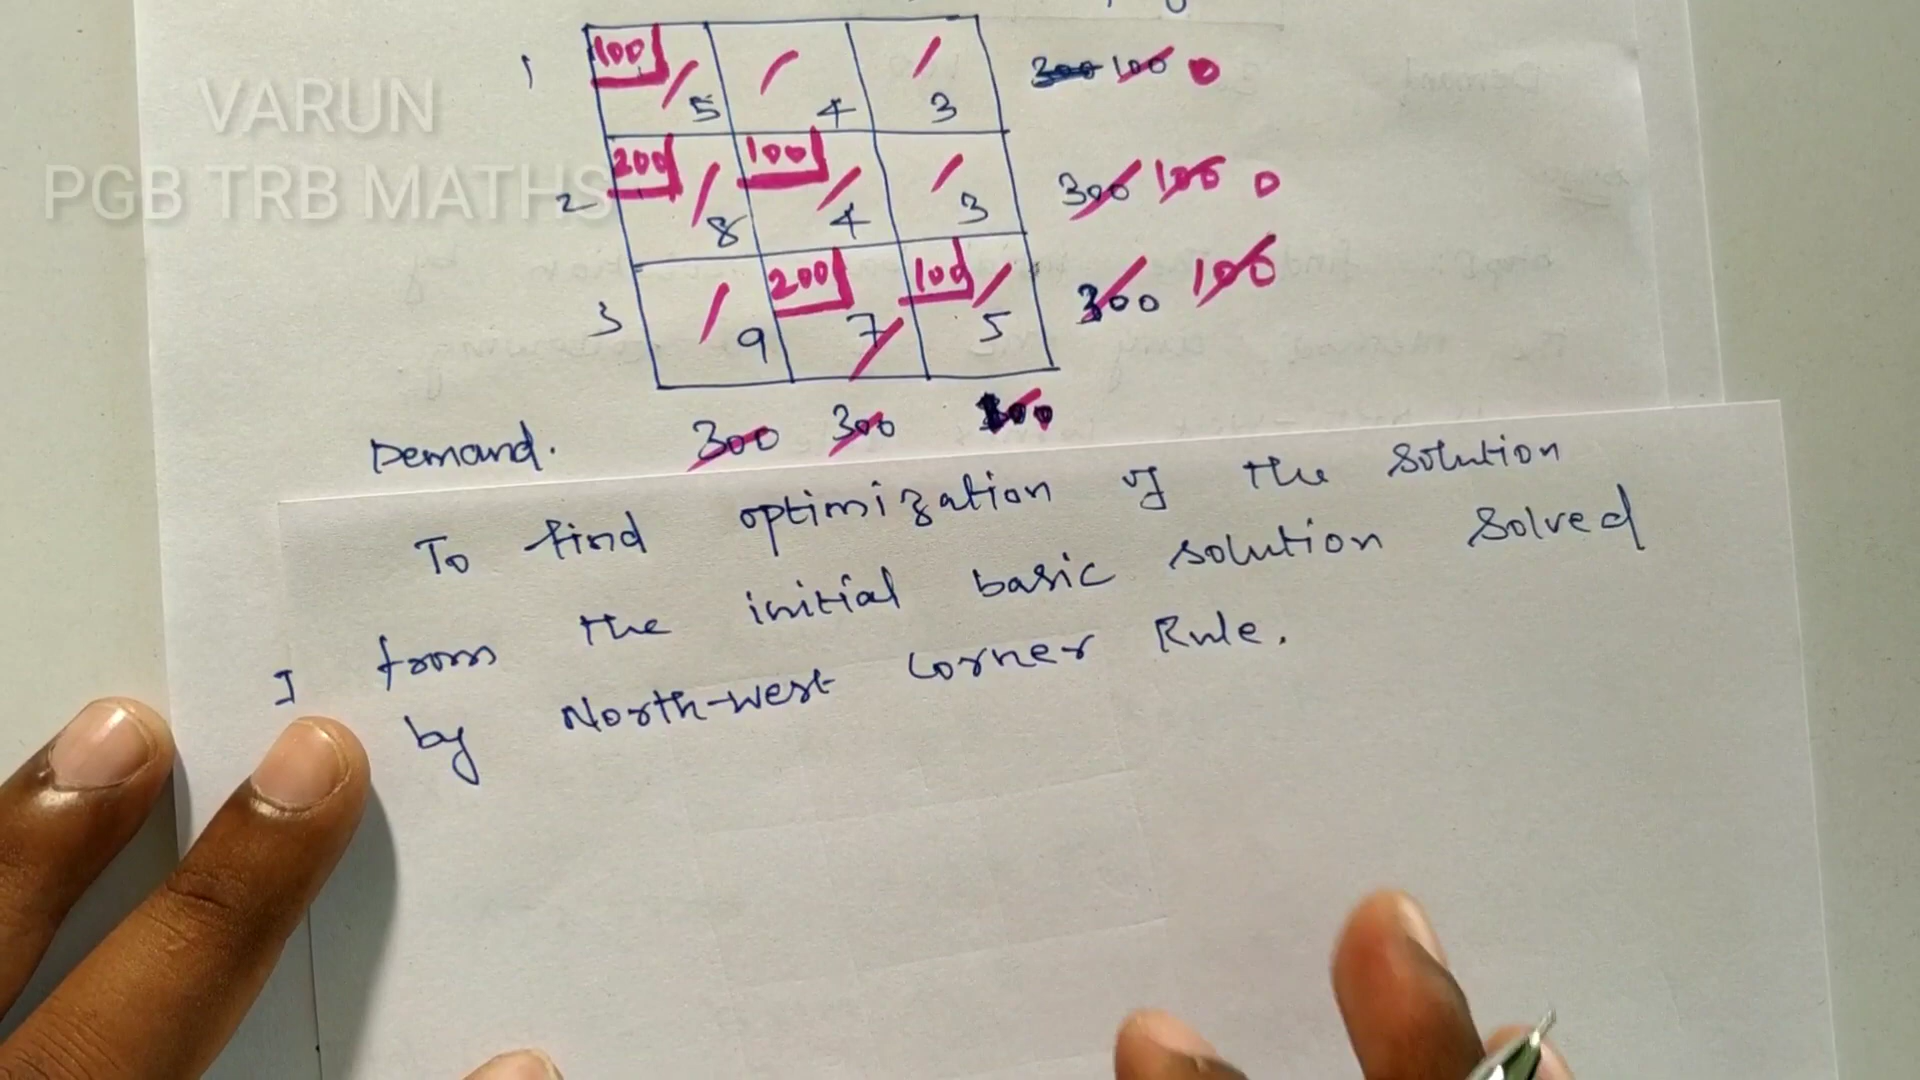 VARUN
PGB TRB MATHS
1 100 5 4 3 300 100 0
2 200 8 100 4 3 300 100 0
3 9 200 7 100 5 300 100
Demand. 300 300
To find optimization of the solution
I from the initial basic solution solved
by North-west corner Rule.